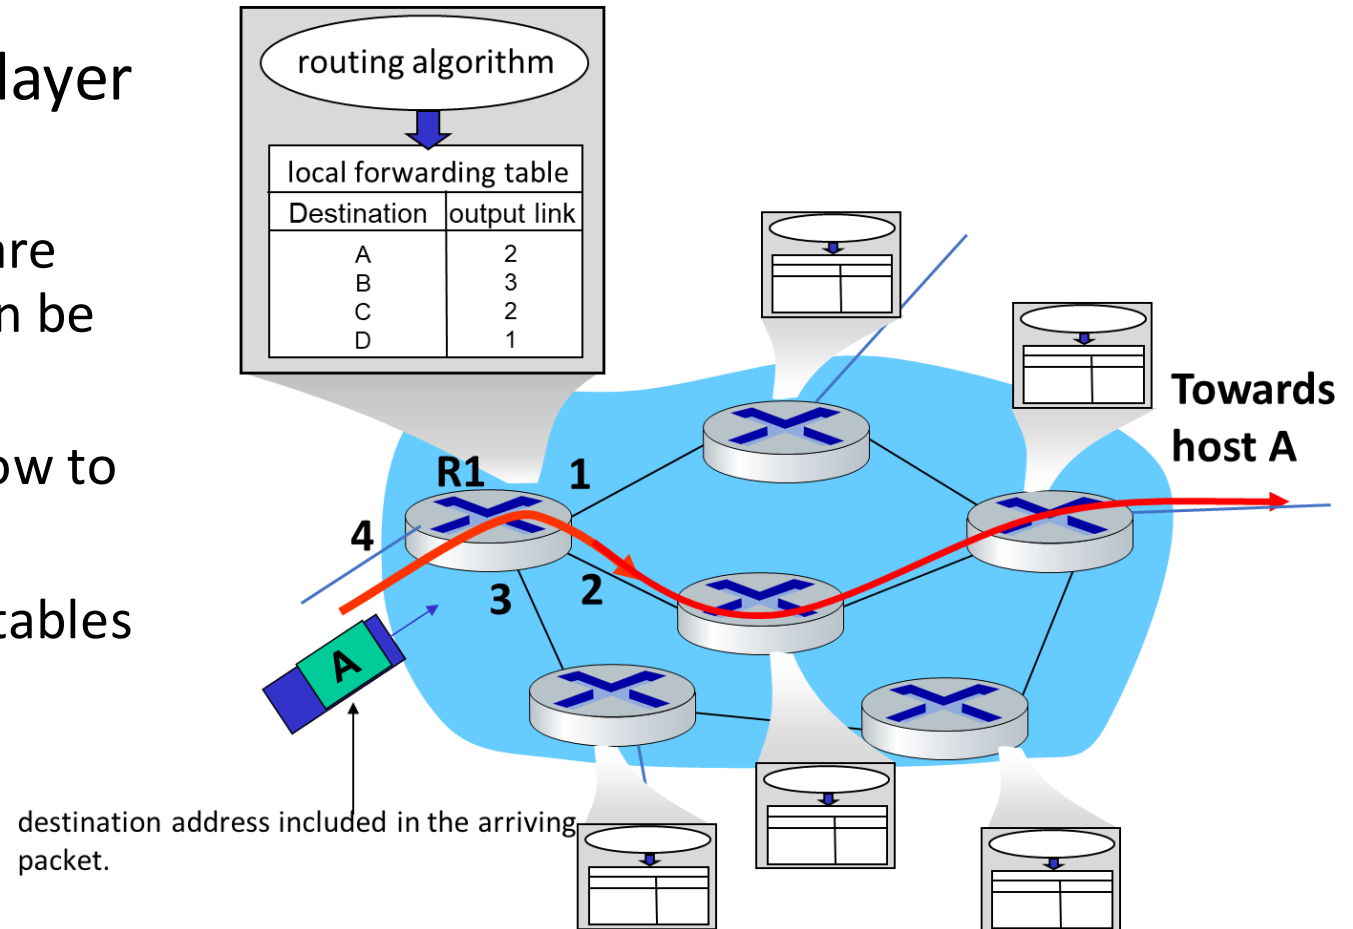 layer
are
n be
ow to
tables
routing algorithm
local forwarding table
Destination output link
A 2
B 3
C 2
D 1
R1
1
4
3
2
A
Towards
host A
destination address included in the arriving
packet.